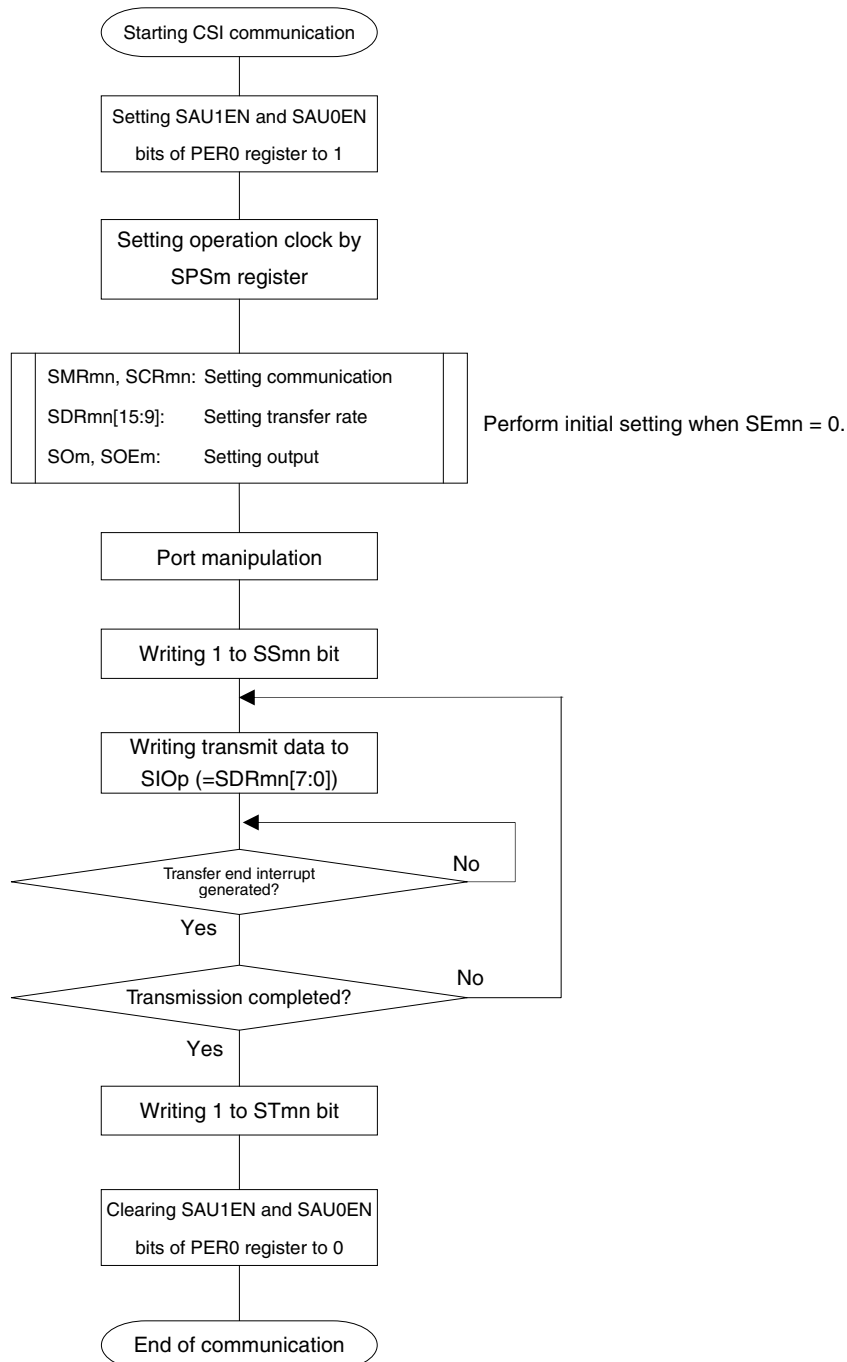 Starting CSI communication
Setting SAU1EN and SAU0EN
bits of PER0 register to 1
Setting operation clock by
SPSm register
SMRmn, SCRmn: Setting communication
SDRmn[15:9]: Setting transfer rate
SOm, SOEm: Setting output
Perform initial setting when SEmn = 0.
Port manipulation
Writing 1 to SSmn bit
Writing transmit data to
SIOp (=SDRmn[7:0])
Transfer end interrupt
generated?
No
Yes
Transmission completed?
No
Yes
Writing 1 to STmn bit
Clearing SAU1EN and SAU0EN
bits of PER0 register to 0
End of communication